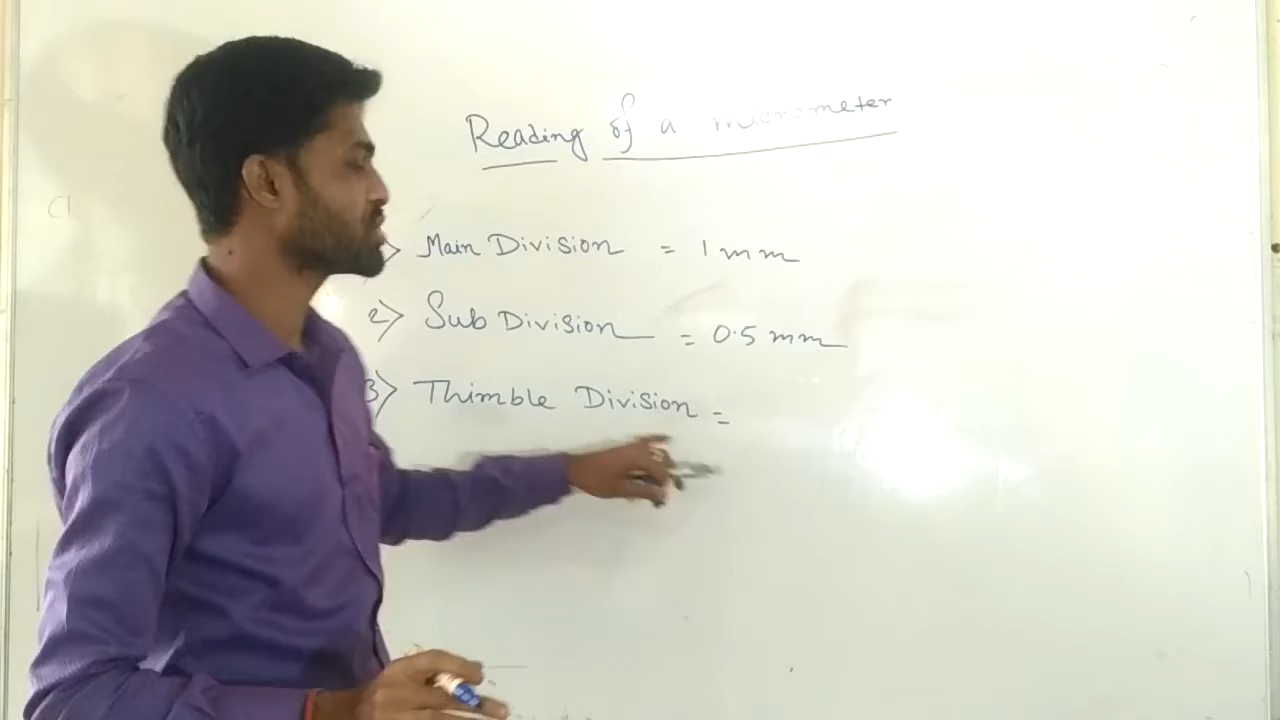 Reading of a micrometer
> Main Division = 1 mm
2> Sub Division = 0.5 mm
3> Thimble Division =